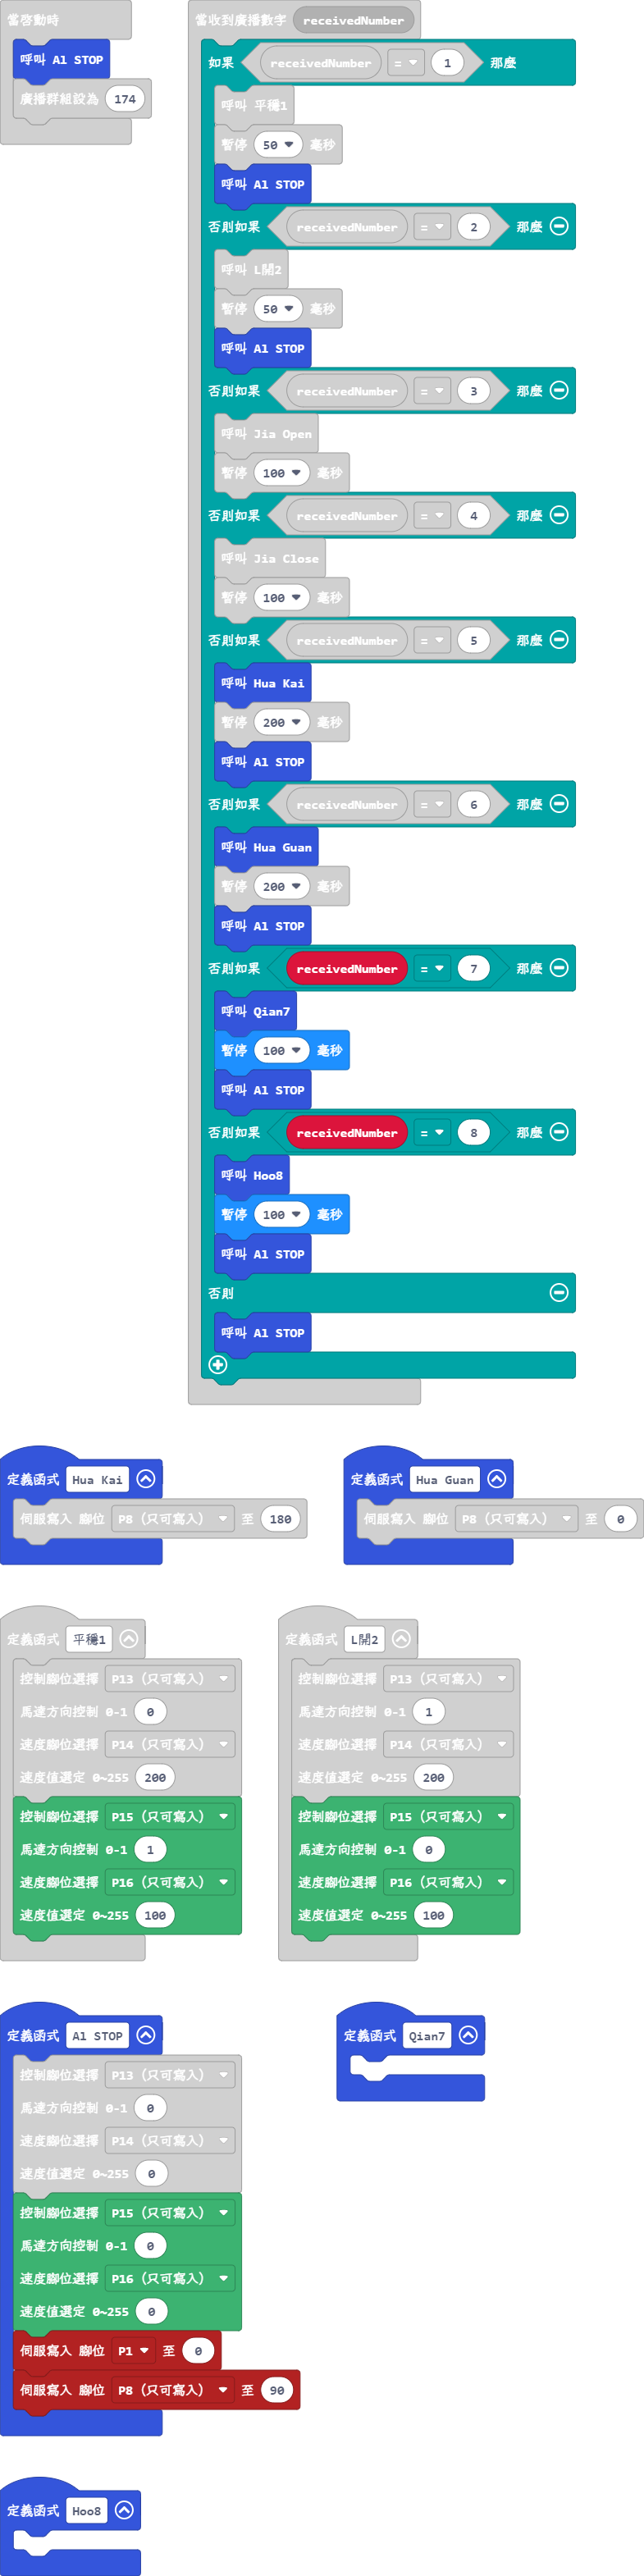 當啓動時
呼叫 Al STOP
廣播群組設為 174
當收到廣播數字 receivedNumber
如果 receivedNumber = 1 那麼
呼叫 平穩1
暫停 50 毫秒
呼叫 Al STOP
否則如果 receivedNumber = 2 那麼
呼叫 L開2
暫停 50 毫秒
呼叫 Al STOP
否則如果 receivedNumber = 3 那麼
呼叫 Jia Open
暫停 100 毫秒
否則如果 receivedNumber = 4 那麼
呼叫 Jia Close
暫停 100 毫秒
否則如果 receivedNumber = 5 那麼
呼叫 Hua Kai
暫停 200 毫秒
呼叫 Al STOP
否則如果 receivedNumber = 6 那麼
呼叫 Hua Guan
暫停 200 毫秒
呼叫 Al STOP
否則如果 receivedNumber = 7 那麼
呼叫 Qian7
暫停 100 毫秒
呼叫 Al STOP
否則如果 receivedNumber = 8 那麼
呼叫 Hoo8
暫停 100 毫秒
呼叫 Al STOP
否則
呼叫 Al STOP
定義函式 Hua Kai
伺服寫入 腳位 P8 (只可寫入) 至 180
定義函式 Hua Guan
伺服寫入 腳位 P8 (只可寫入) 至 0
定義函式 平穩1
控制腳位選擇 P13 (只可寫入)
馬達方向控制 0-1 0
速度腳位選擇 P14 (只可寫入)
速度值選定 0~255 200
控制腳位選擇 P15 (只可寫入)
馬達方向控制 0-1 1
速度腳位選擇 P16 (只可寫入)
速度值選定 0~255 100
定義函式 L開2
控制腳位選擇 P13 (只可寫入)
馬達方向控制 0-1 1
速度腳位選擇 P14 (只可寫入)
速度值選定 0~255 200
控制腳位選擇 P15 (只可寫入)
馬達方向控制 0-1 0
速度腳位選擇 P16 (只可寫入)
速度值選定 0~255 100
定義函式 Al STOP
控制腳位選擇 P13 (只可寫入)
馬達方向控制 0-1 0
速度腳位選擇 P14 (只可寫入)
速度值選定 0~255 0
控制腳位選擇 P15 (只可寫入)
馬達方向控制 0-1 0
速度腳位選擇 P16 (只可寫入)
速度值選定 0~255 0
伺服寫入 腳位 P1 至 0
伺服寫入 腳位 P8 (只可寫入) 至 90
定義函式 Qian7
定義函式 Hoo8